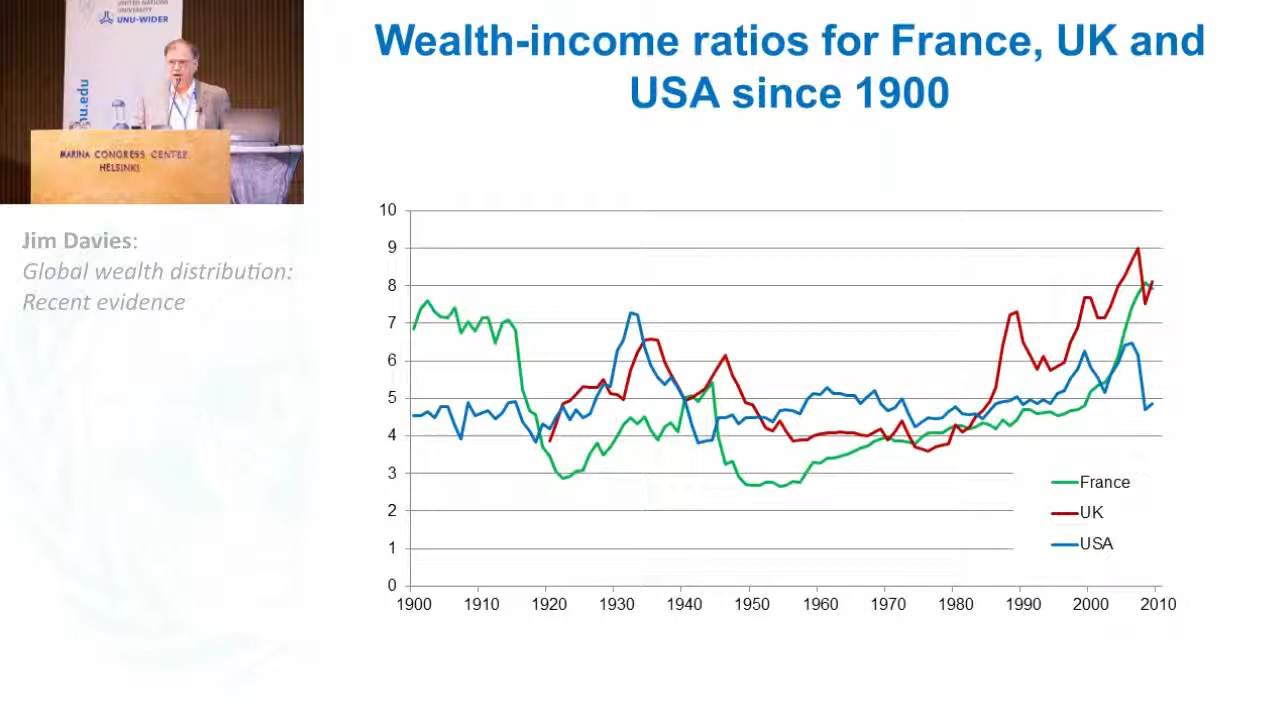 UNITED NATIONS
UNIVERSITY
UNU-WIDER
nu.edu
MARINA CONGRESS CENTER
HELSINKI
Jim Davies:
Global wealth distribution:
Recent evidence
Wealth-income ratios for France, UK and
USA since 1900
10
9
8
7
6
5
4
3
2
1
0
1900 1910 1920 1930 1940 1950 1960 1970 1980 1990 2000 2010
France
UK
USA